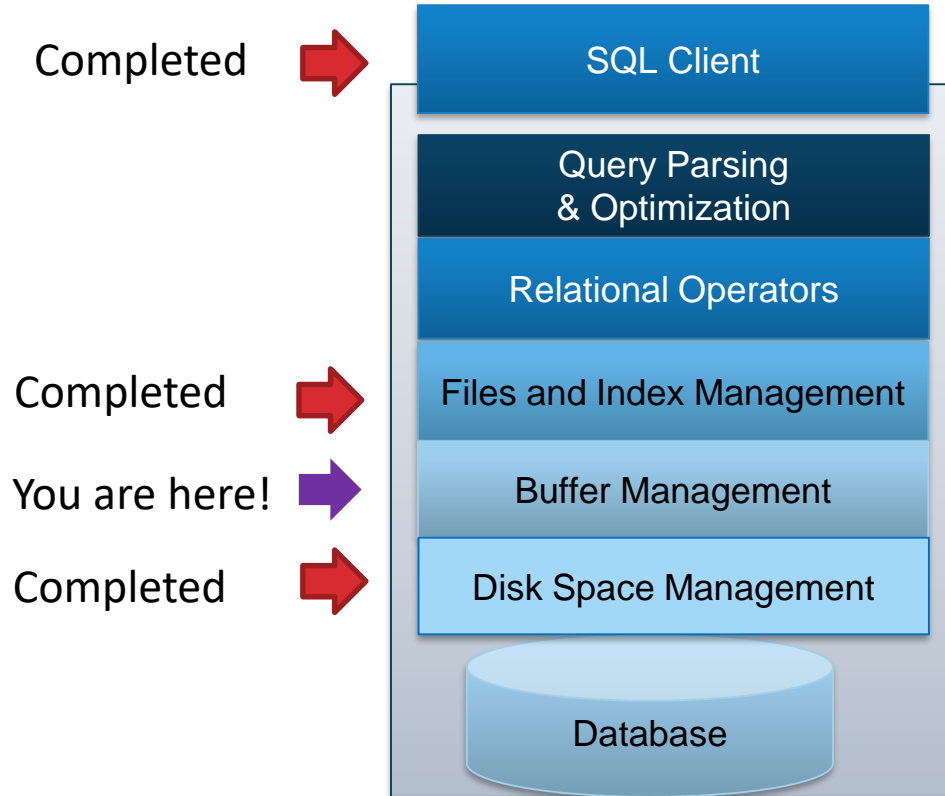 Completed
SQL Client
Query Parsing
& Optimization
Relational Operators
Completed
Files and Index Management
You are here!
Buffer Management
Completed
Disk Space Management
Database